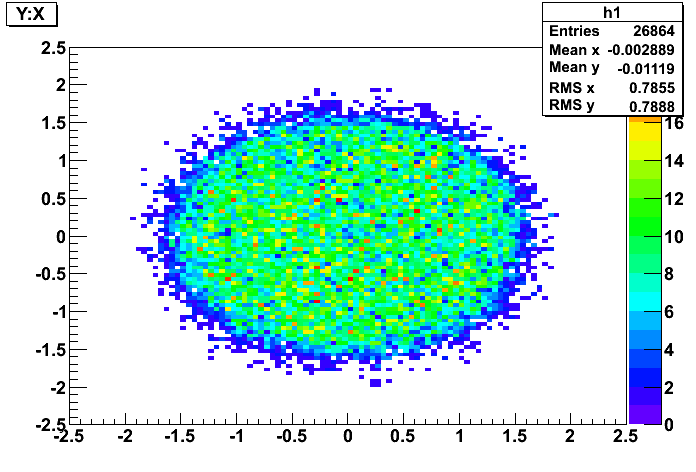 Y:X
h1
Entries 26864
Mean x -0.002889
Mean y -0.01119
RMS x 0.7855
RMS y 0.7888
2.5
2
1.5
1
0.5
0
-0.5
-1
-1.5
-2
-2.5
-2.5 -2 -1.5 -1 -0.5 0 0.5 1 1.5 2 2.5
16
14
12
10
8
6
4
2
0